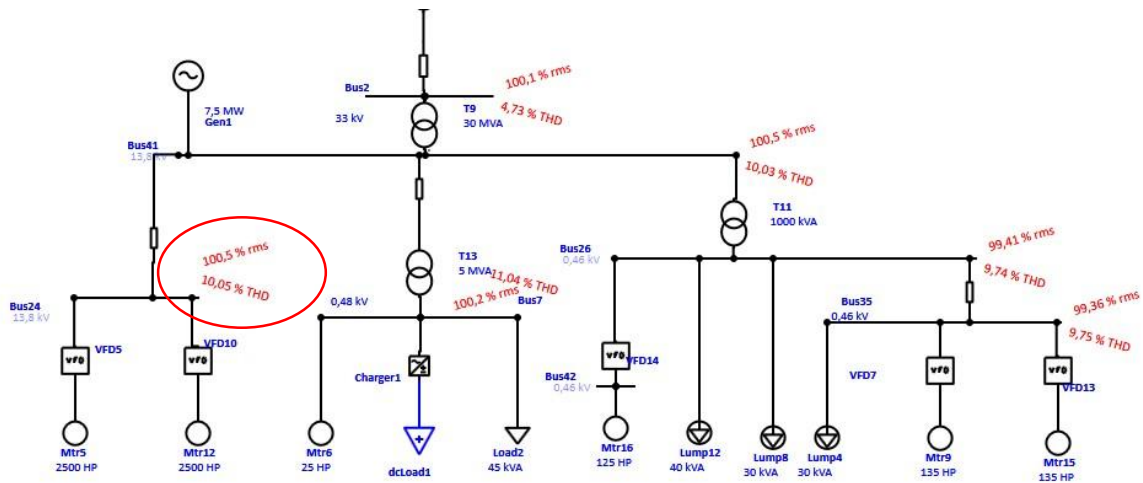 7,5 MW
Gen1
Bus2
33 kV
T9
30 MVA
100,1 % rms
4,73 % THD
Bus41
13,8 kV
100,5 % rms
10,03 % THD
T11
1000 kVA
100,5 % rms
10,05 % THD
T13
5 MVA
11,04 % THD
100,2 % rms
Bus26
0,46 kV
99,41 % rms
9,74 % THD
Bus24
13,8 kV
0,48 kV
Bus7
Bus35
0,46 kV
99,36 % rms
9,75 % THD
vfd
VFD5
vfd
VFD10
Charger1
vfd
VFD14
Bus42
0,46 kV
VFD7
vfd
vfd
VFD13
Mtr5
2500 HP
Mtr12
2500 HP
Mtr6
25 HP
dcLoad1
Load2
45 kVA
Mtr16
125 HP
Lump12
40 kVA
Lump8
30 kVA
Lump4
30 kVA
Mtr9
135 HP
Mtr15
135 HP